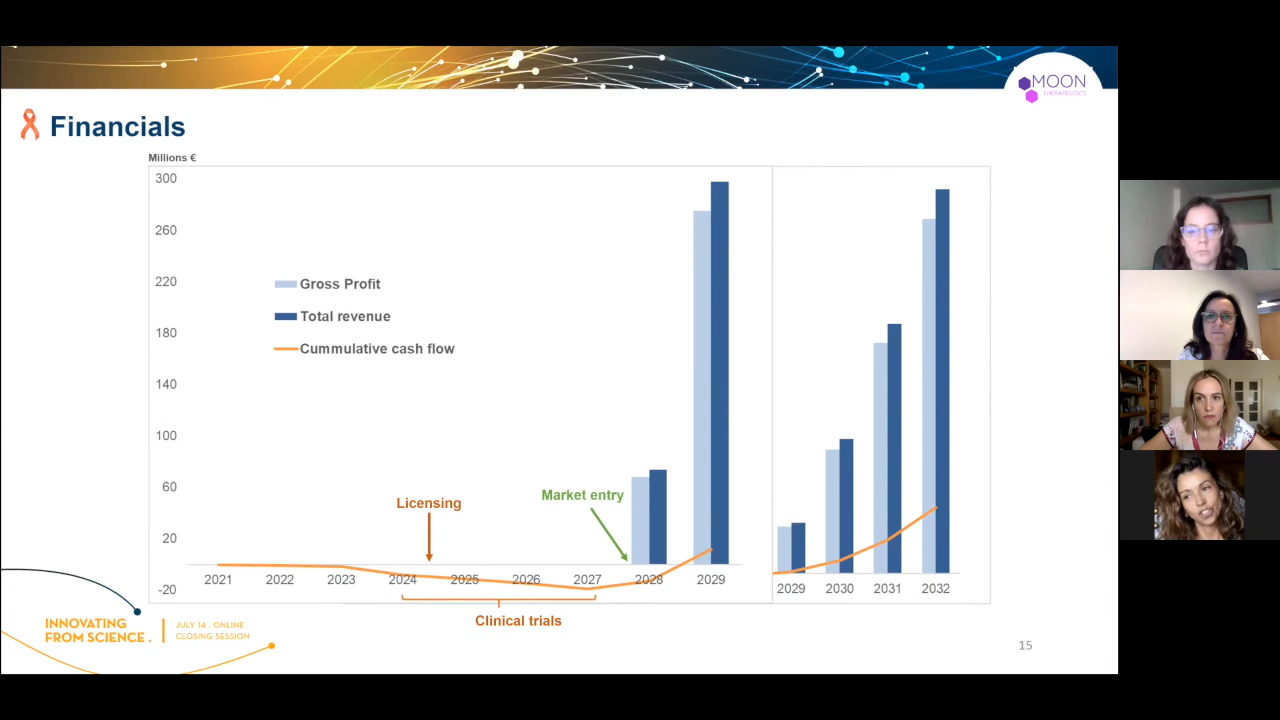 MOON
THERAPEUTICS
Financials
Millions €
300
260
220
180
140
100
60
20
-20
Gross Profit
Total revenue
Cummulative cash flow
Licensing
Market entry
2021 2022 2023 2024 2025 2026 2027 2028 2029
2029 2030 2031 2032
Clinical trials
INNOVATING
FROM SCIENCE .
JULY 14 . ONLINE
CLOSING SESSION
15